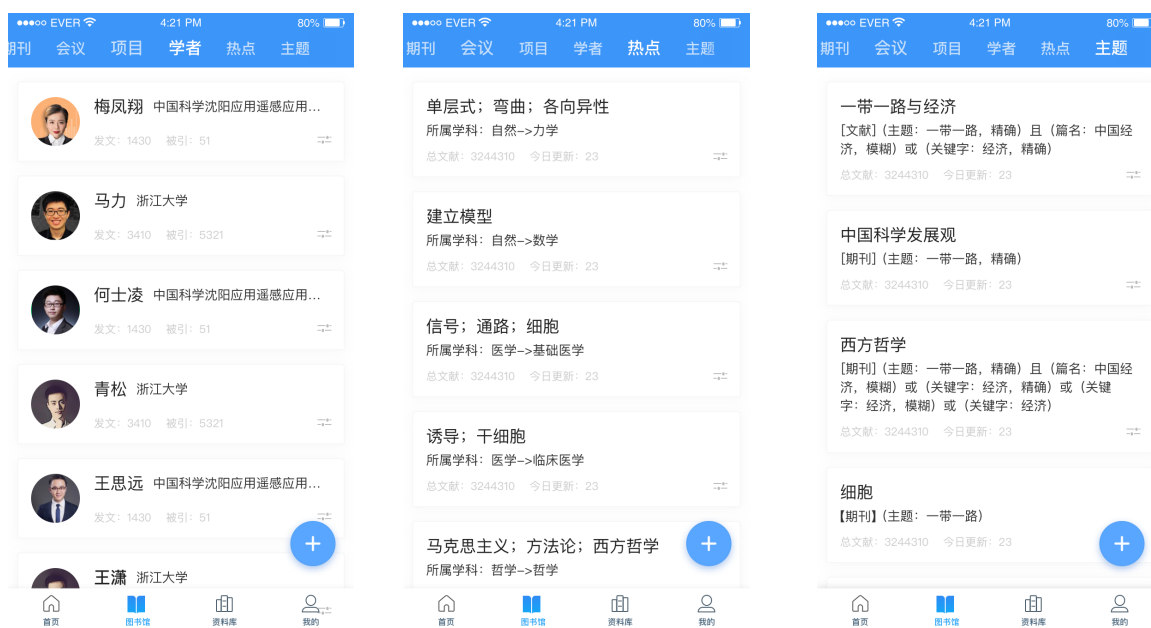 EVER 4:21 PM 80%
期刊 会议 项目 学者 热点 主题
梅凤翔 中国科学沈阳应用遥感应用...
发文：1430 被引：51
马力 浙江大学
发文：3410 被引：5321
何士凌 中国科学沈阳应用遥感应用...
发文：1430 被引：51
青松 浙江大学
发文：3410 被引：5321
王思远 中国科学沈阳应用遥感应用...
发文：1430 被引：51
王潇 浙江大学
首页 图书馆 资料库 我的
EVER 4:21 PM 80%
期刊 会议 项目 学者 热点 主题
单层式；弯曲；各向异性
所属学科：自然->力学
总文献：3244310 今日更新：23
建立模型
所属学科：自然->数学
总文献：3244310 今日更新：23
信号；通路；细胞
所属学科：医学->基础医学
总文献：3244310 今日更新：23
诱导；干细胞
所属学科：医学->临床医学
总文献：3244310 今日更新：23
马克思主义；方法论；西方哲学
所属学科：哲学->哲学
首页 图书馆 资料库 我的
EVER 4:21 PM 80%
期刊 会议 项目 学者 热点 主题
一带一路与经济
[文献]（主题：一带一路，精确）且（篇名：中国经
济，模糊）或（关键字：经济，精确）
总文献：3244310 今日更新：23
中国科学发展观
[期刊]（主题：一带一路，精确）
总文献：3244310 今日更新：23
西方哲学
[期刊]（主题：一带一路，精确）且（篇名：中国经
济，模糊）或（关键字：经济，精确）或（关键
字：经济，模糊）或（关键字：经济）
总文献：3244310 今日更新：23
细胞
【期刊】（主题：一带一路）
总文献：3244310 今日更新：23
首页 图书馆 资料库 我的